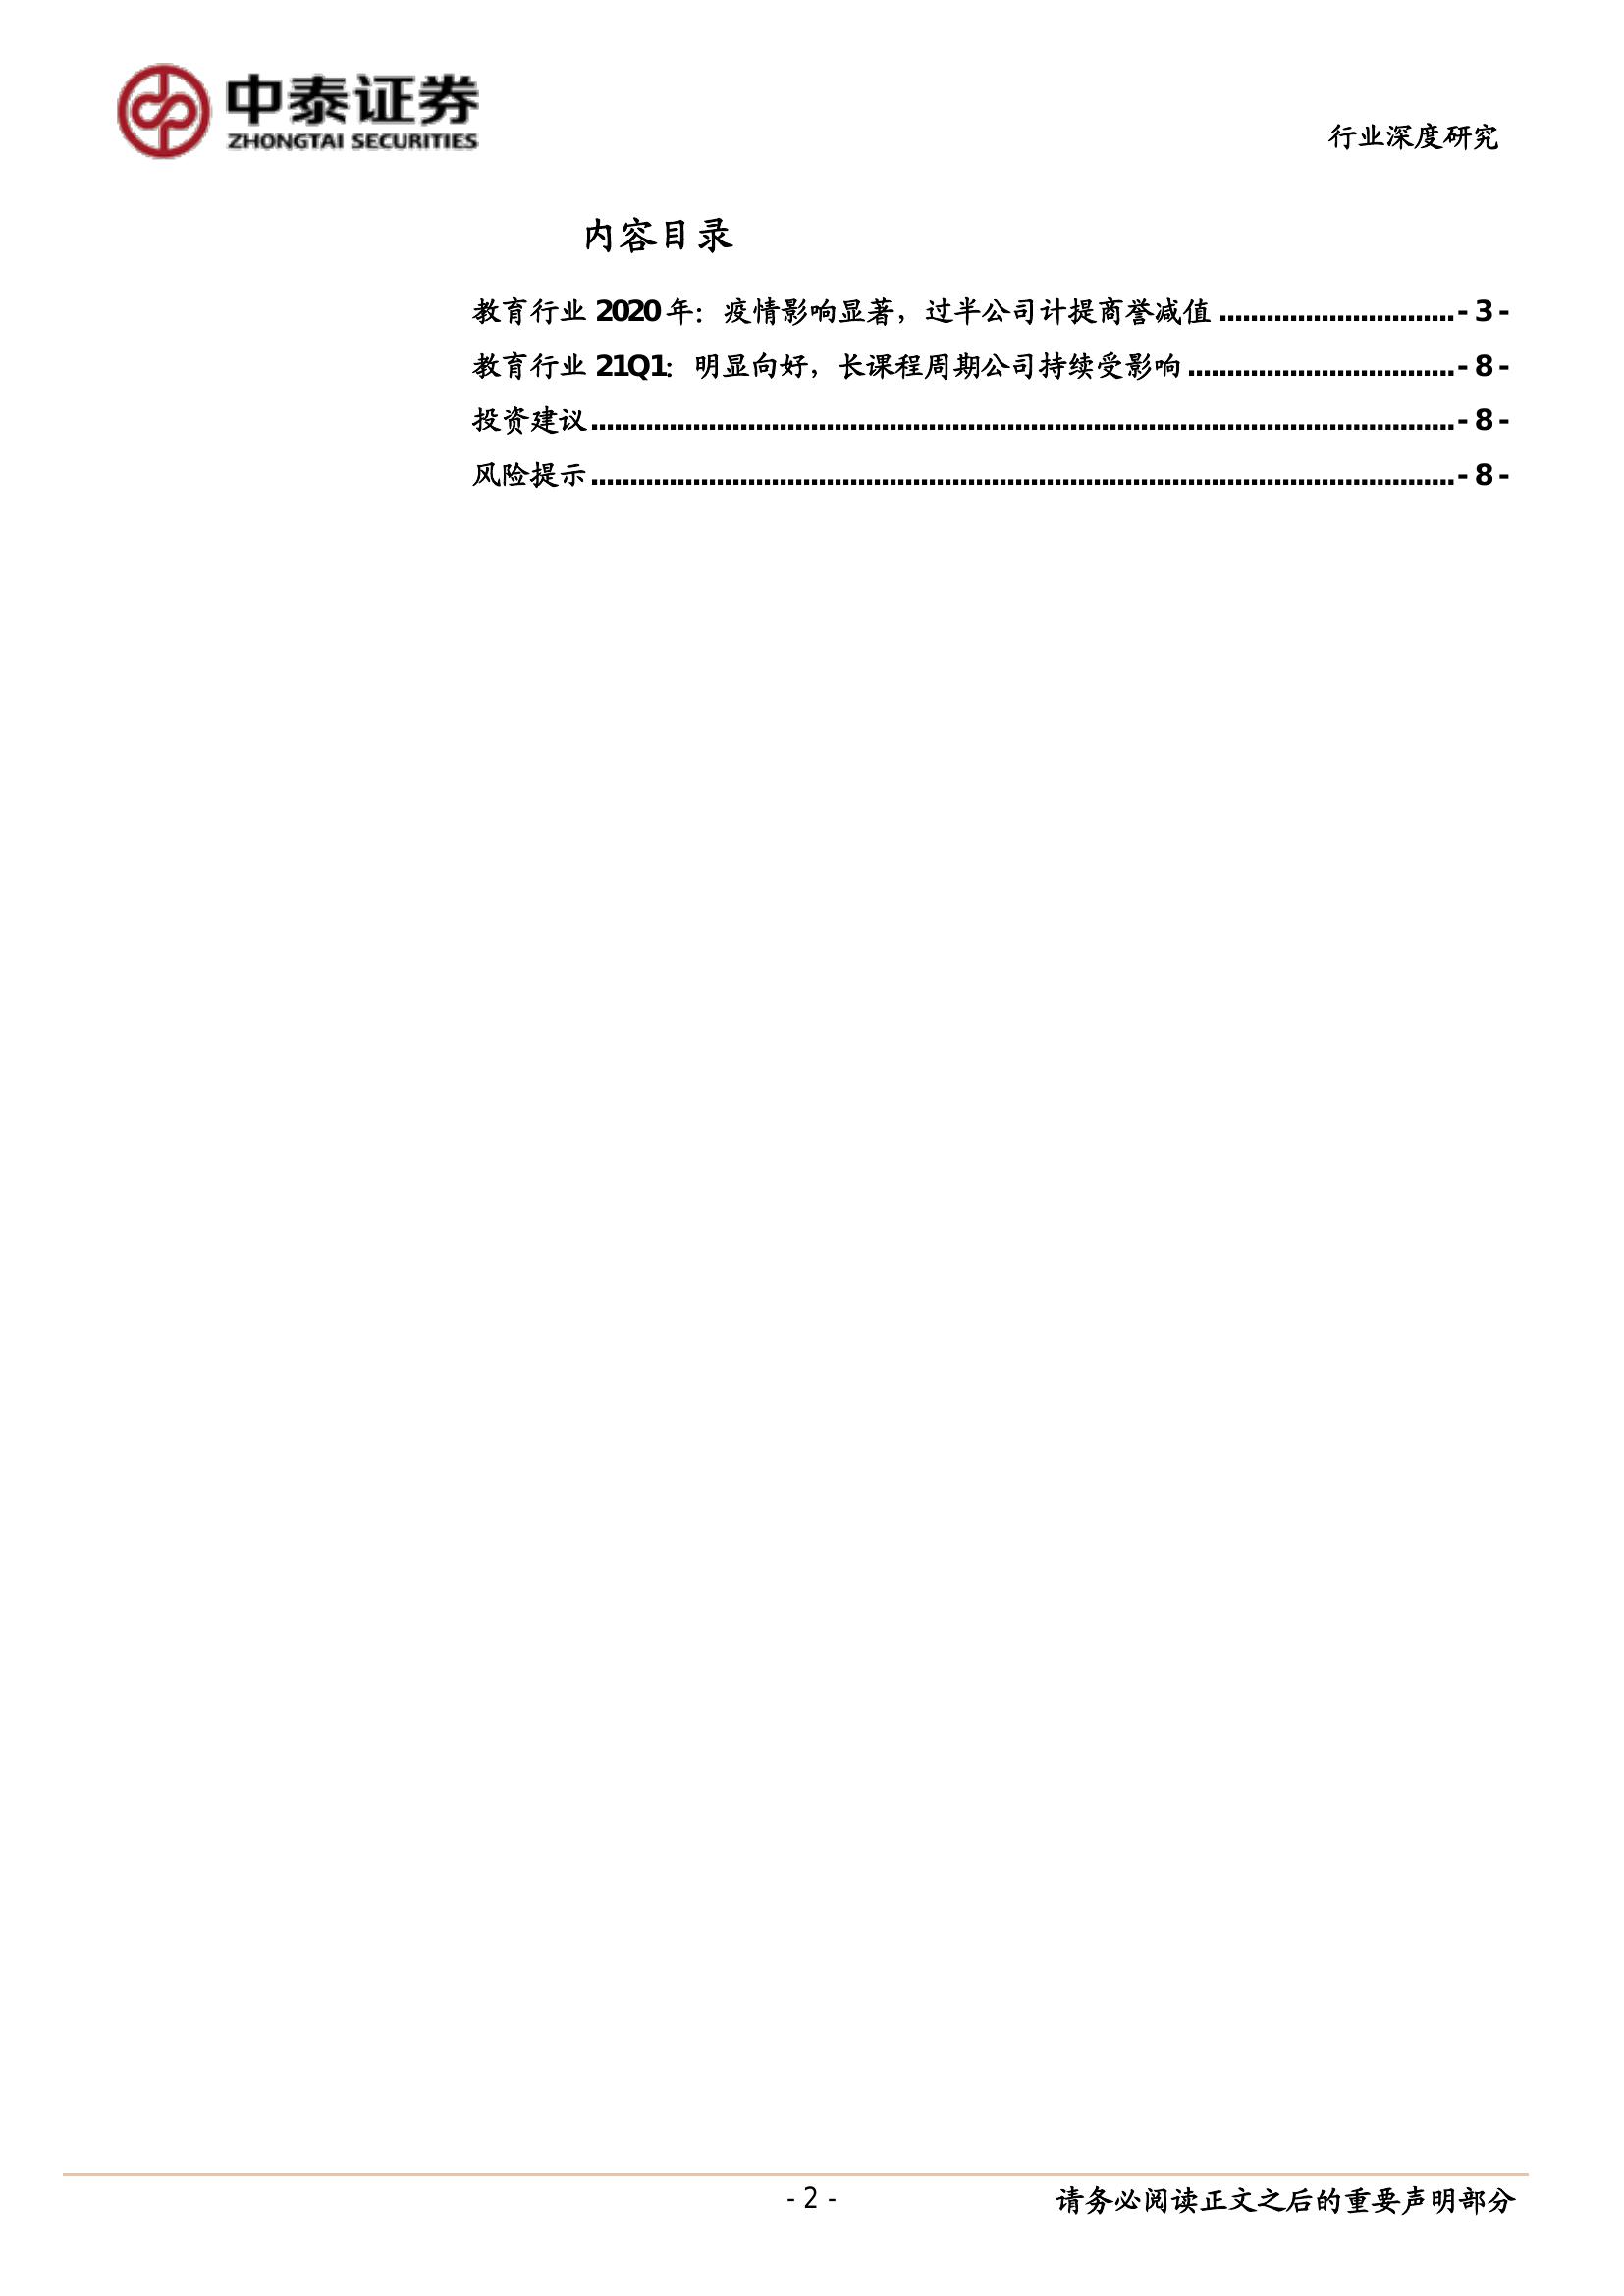 中泰证券
ZHONGTAI SECURITIES
行业深度研究
内容目录
教育行业 2020 年：疫情影响显著，过半公司计提商誉减值 ..............................- 3 -
教育行业 21Q1：明显向好，长课程周期公司持续受影响 ..................................- 8 -
投资建议 ..............................................................................................................- 8 -
风险提示 ..............................................................................................................- 8 -
- 2 -
请务必阅读正文之后的重要声明部分